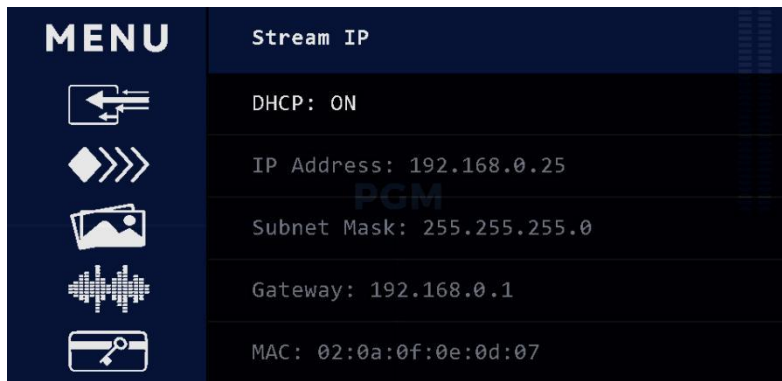 MENU
Stream IP
DHCP: ON
IP Address: 192.168.0.25
PGM
Subnet Mask: 255.255.255.0
Gateway: 192.168.0.1
MAC: 02:0a:0f:0e:0d:07